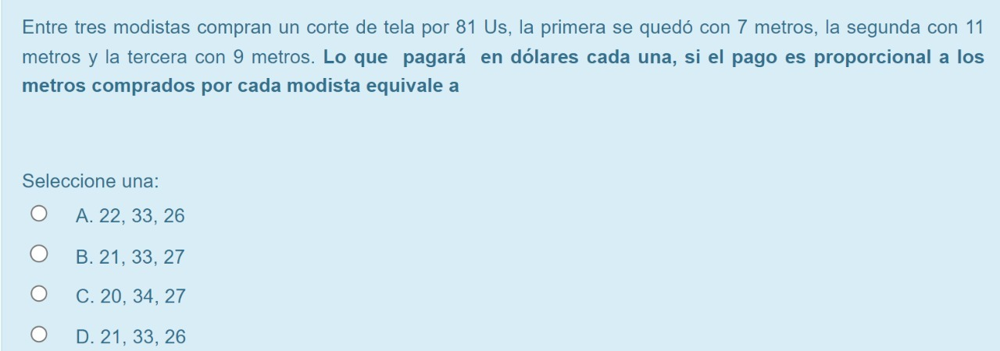 Entre tres modistas compran un corte de tela por 81 Us, la primera se quedó con 7 metros, la segunda con 11
metros y la tercera con 9 metros. Lo que pagará en dólares cada una, si el pago es proporcional a los
metros comprados por cada modista equivale a
Seleccione una:
A. 22, 33, 26
B. 21, 33, 27
C. 20, 34, 27
D. 21, 33, 26